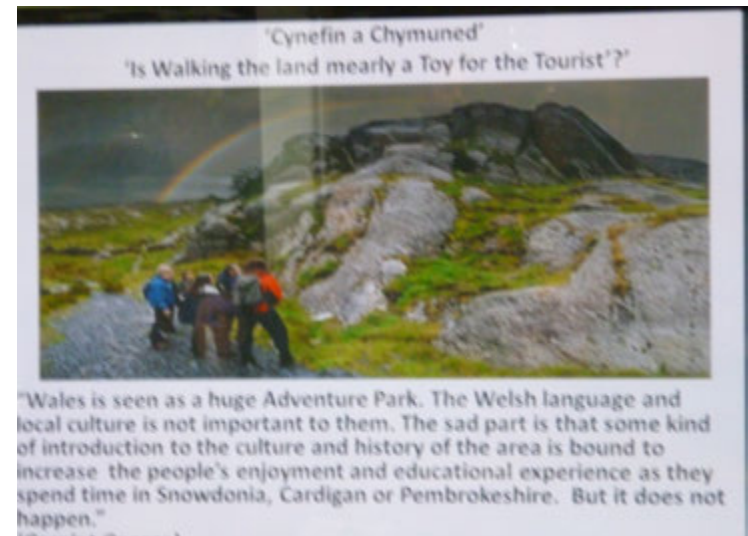 'Cynefin a Chymuned'
'Is Walking the land mearly a Toy for the Tourist'?'
"Wales is seen as a huge Adventure Park. The Welsh language and
local culture is not important to them. The sad part is that some kind
of introduction to the culture and history of the area is bound to
increase the people's enjoyment and educational experience as they
spend time in Snowdonia, Cardigan or Pembrokeshire. But it does not
happen."